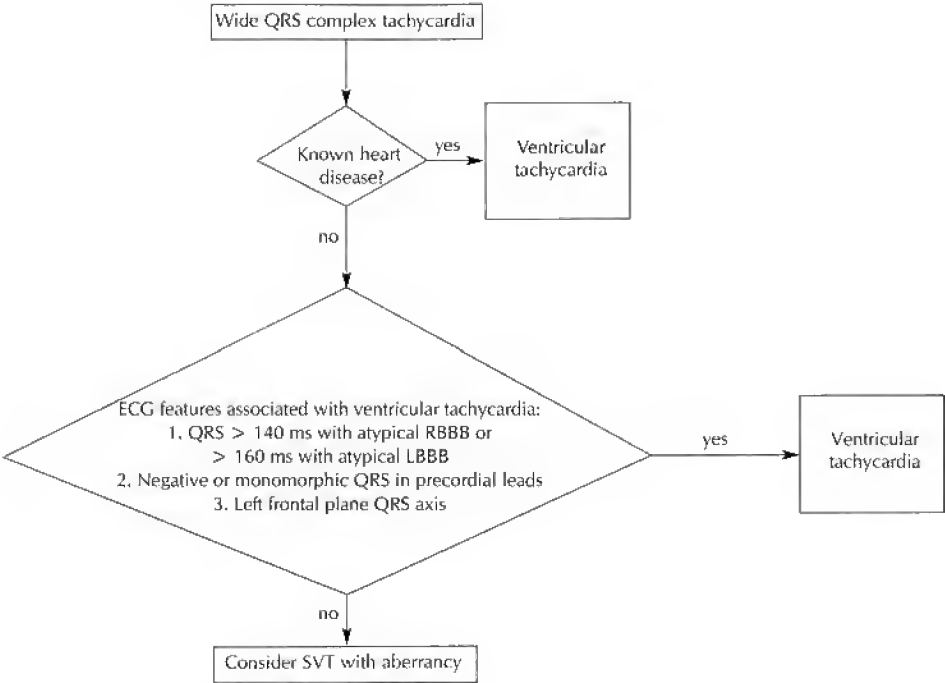 Wide QRS complex tachycardia
Known heart
disease?
yes
Ventricular
tachycardia
no
ECG features associated with ventricular tachycardia:
1. QRS > 140 ms with atypical RBBB or
> 160 ms with atypical LBBB
2. Negative or monomorphic QRS in precordial leads
3. Left frontal plane QRS axis
yes
Ventricular
tachycardia
no
Consider SVT with aberrancy